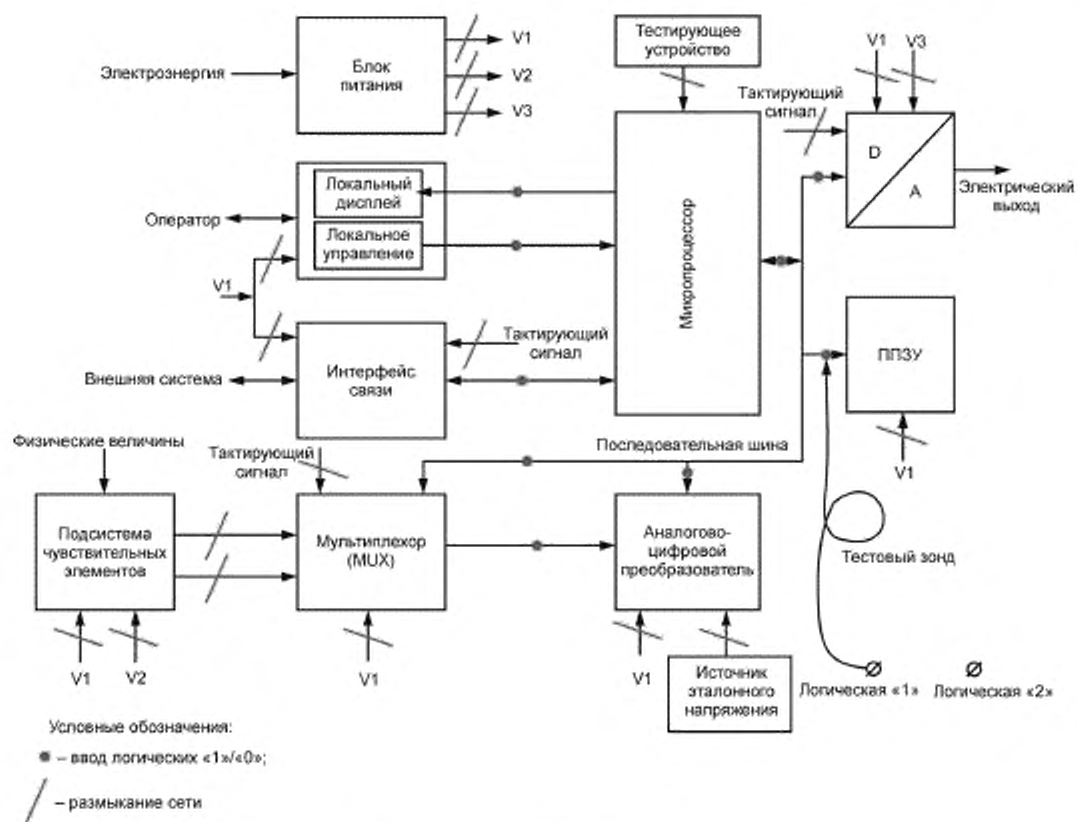 Электроэнергия
Блок
питания
V1
V2
V3
Тестирующее
устройство
V1
V3
Тактирующий
сигнал
D
A
Электрический
выход
Оператор
Локальный
дисплей
Локальное
управление
V1
Микропроцессор
Внешняя система
Интерфейс
связи
Тактирующий
сигнал
ППЗУ
V1
Физические величины
Тактирующий
сигнал
Последовательная шина
Подсистема
чувствительных
элементов
V1
V2
Мультиплехор
(MUX)
V1
Аналогово-
цифровой
преобразователь
V1
Источник
эталонного
напряжения
Тестовый зонд
Логическая «1»
Логическая «2»
Условные обозначения:
– ввод логических «1»/«0»;
– размыкание сети